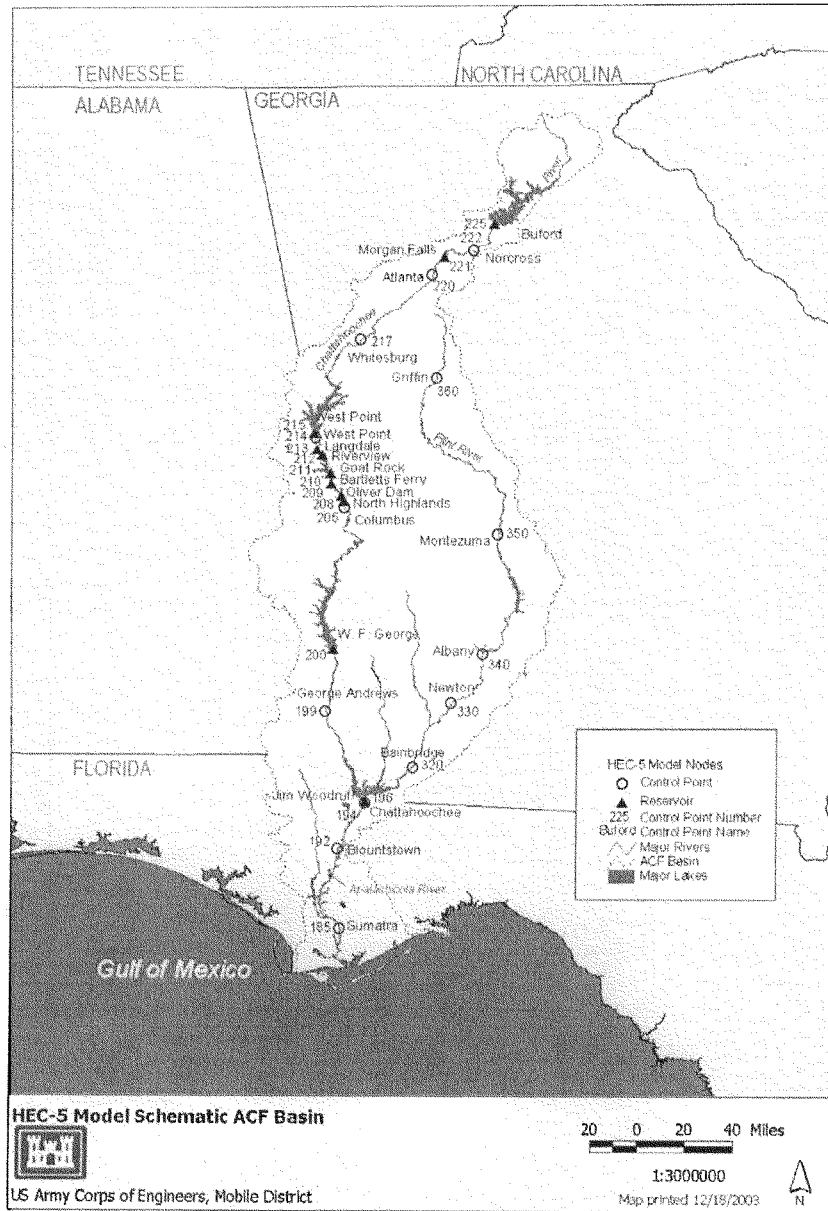 TENNESSEE
NORTH CAROLINA
ALABAMA
GEORGIA
River
225
Buford
222
Norcross
Morgan Falls
221
Atlanta
220
Chattahoochee
217
Whitesburg
Griffin
360
West Point
215
214
West Point
213
Langdale
212
Riverview
211
Goat Rock
210
Bartletts Ferry
209
Oliver Dam
208
North Highlands
205
Columbus
Flint River
350
Montezuma
W. F. George
200
Albany
340
George Andrews
199
Newton
330
Bainbridge
320
FLORIDA
Jim Woodruff
196
194
Chattahoochee
192
Blountstown
Apalachicola River
185
Sumatra
Gulf of Mexico
HEC-5 Model Nodes
Control Point
Reservoir
225 Control Point Number
Buford Control Point Name
Major Rivers
ACF Basin
Major Lakes
HEC-5 Model Schematic ACF Basin
US Army Corps of Engineers, Mobile District
20 0 20 40 Miles
1:3000000
Map printed 12/18/2003
N